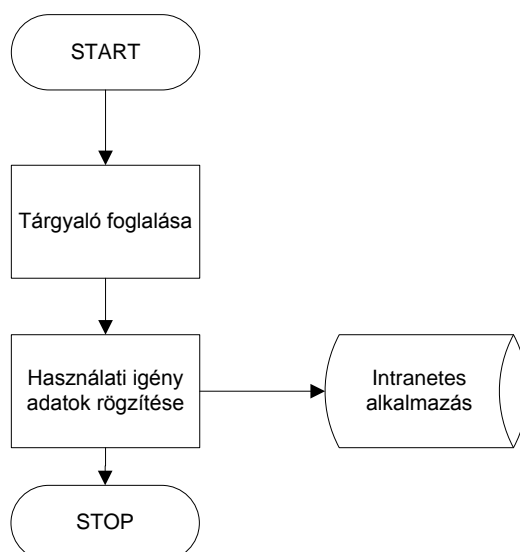 START
Tárgyaló foglalása
Használati igény
adatok rögzítése
Intranetes
alkalmazás
STOP